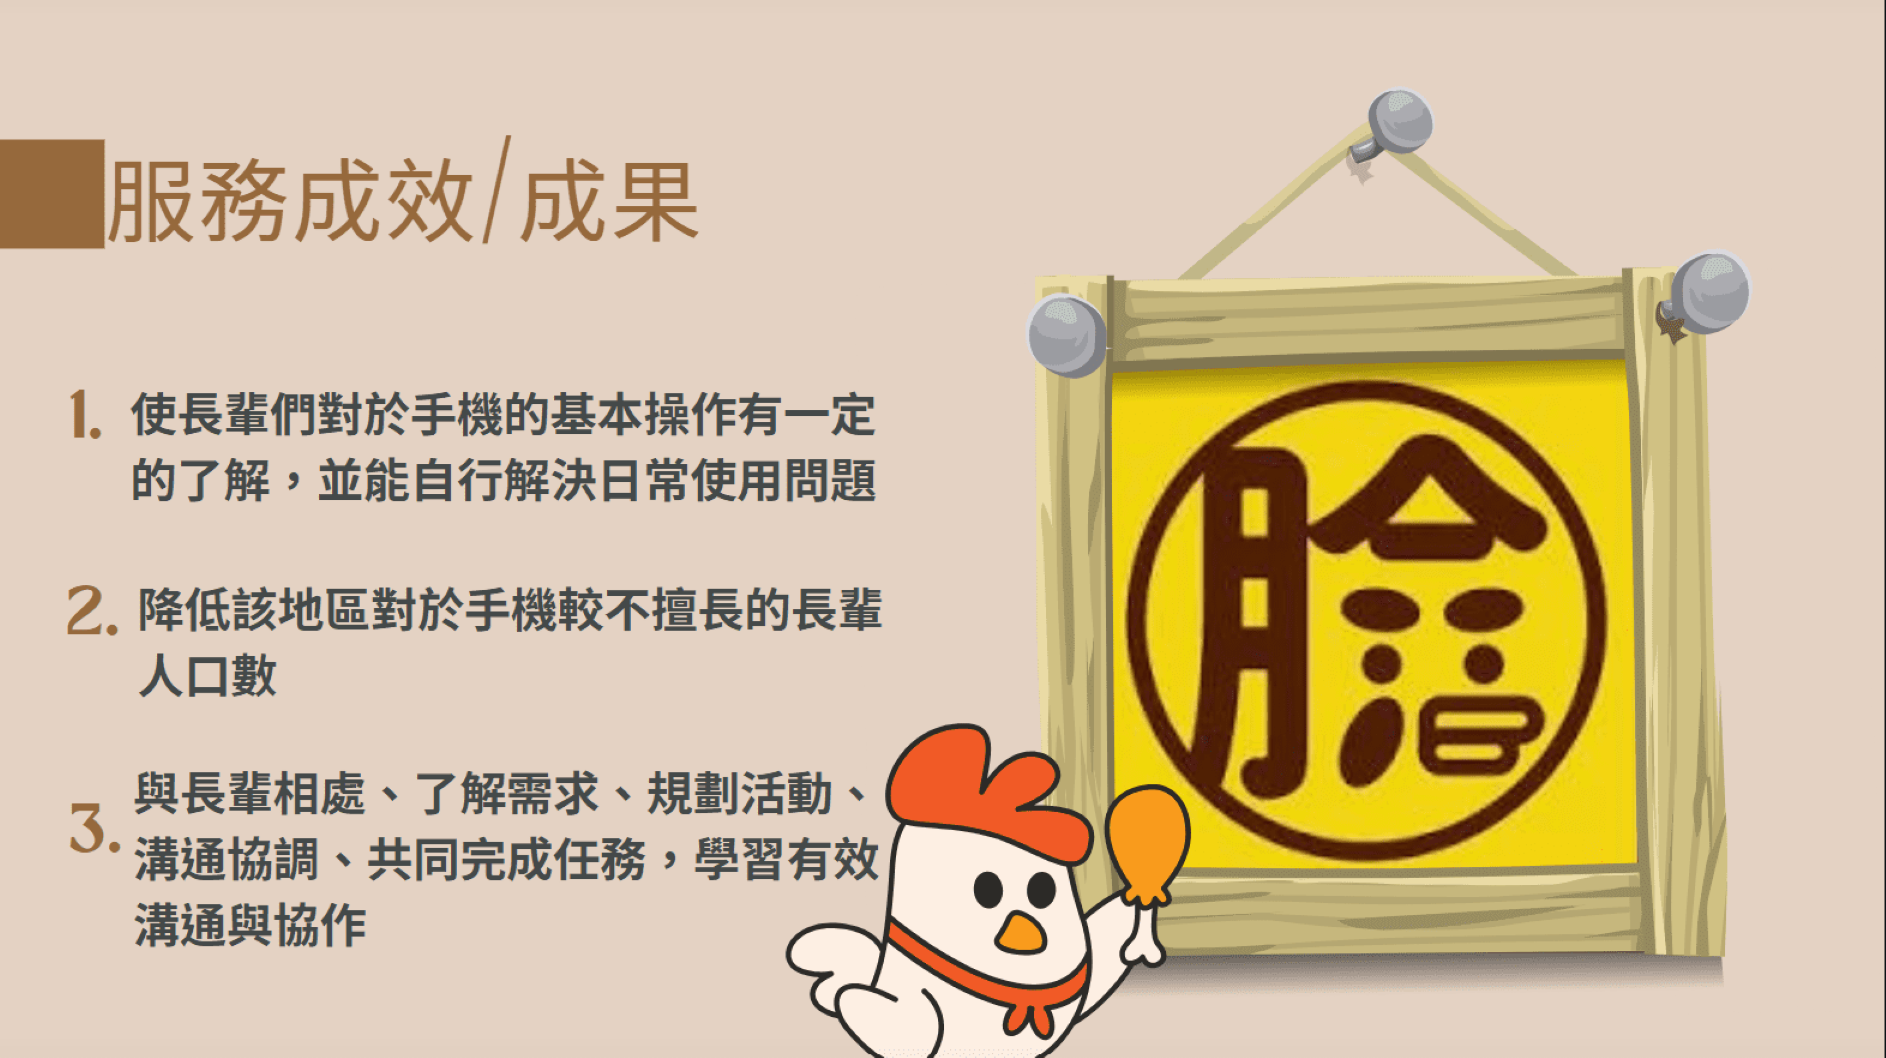 服務成效/成果
1. 使長輩們對於手機的基本操作有一定
的了解，並能自行解決日常使用問題
2. 降低該地區對於手機較不擅長的長輩
人口數
3. 與長輩相處、了解需求、規劃活動、
溝通協調、共同完成任務，學習有效
溝通與協作
臉